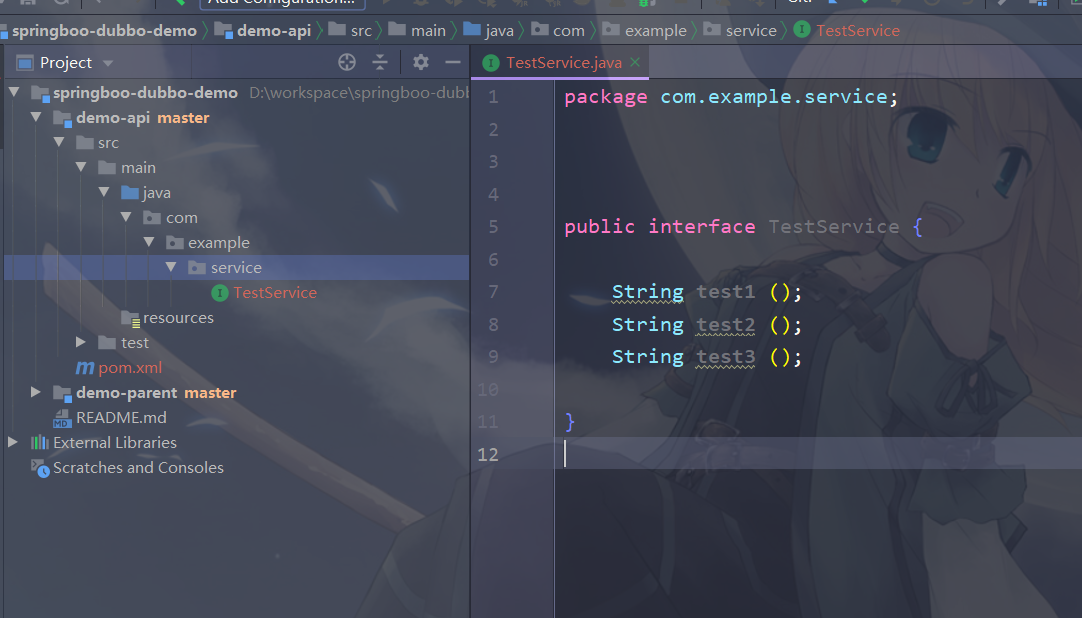 springboo-dubbo-demo demo-api src main java com example service TestService
Project
TestService.java
springboo-dubbo-demo D:\workspace\springboo-dubb
demo-api master
src
main
java
com
example
service
TestService
resources
test
pom.xml
demo-parent master
README.md
External Libraries
Scratches and Consoles
1 package com.example.service;
2
3
4
5 public interface TestService {
6
7 String test1 ();
8 String test2 ();
9 String test3 ();
10
11 }
12